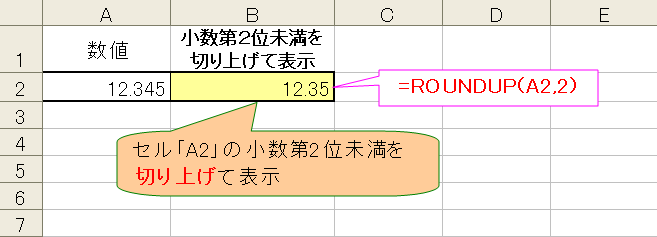 A B C D E
1 数値 小数第2位未満を
切り上げて表示
2 12.345 12.35 =ROUNDUP(A2,2)
3
4 セル「A2」の小数第2位未満を
5 切り上げて表示
6
7